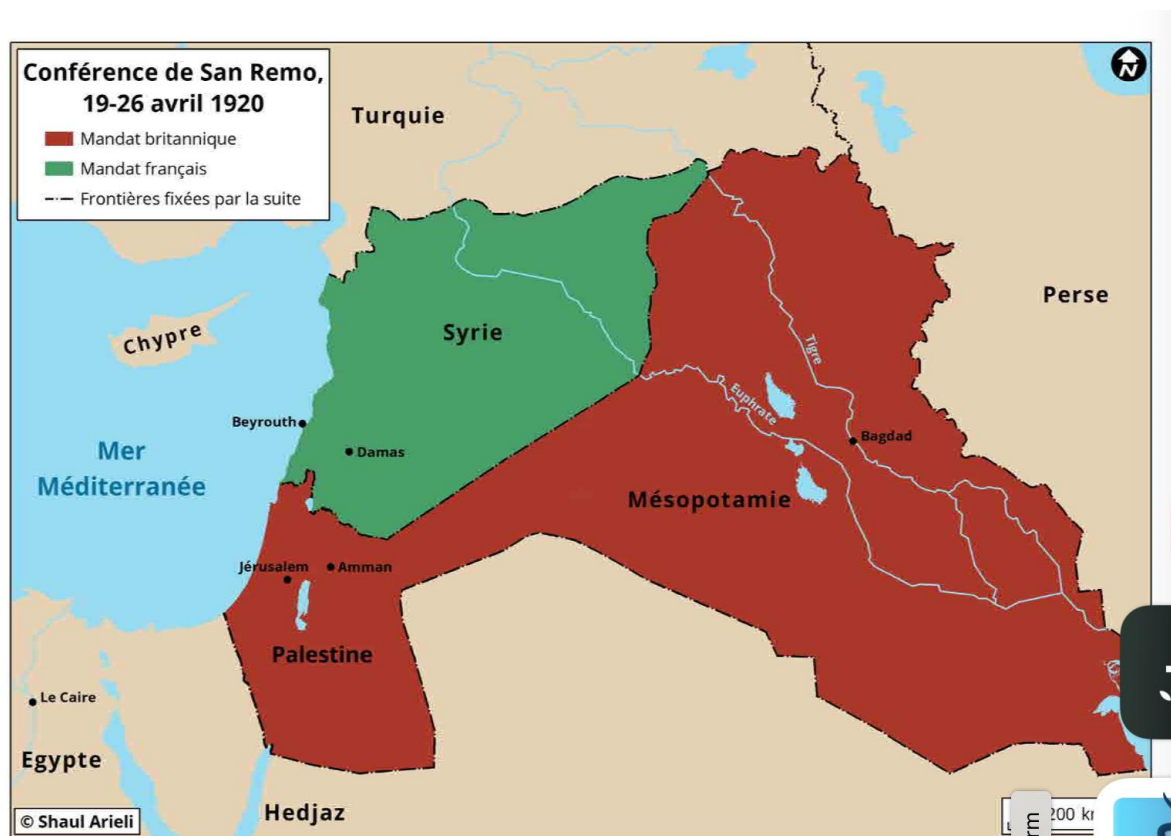 Conférence de San Remo,
19-26 avril 1920
Mandat britannique
Mandat français
Frontières fixées par la suite
N
Turquie
Perse
Chypre
Syrie
Tigre
Euphrate
Beyrouth
Damas
Bagdad
Mer
Méditerranée
Mésopotamie
Jérusalem
Amman
Palestine
Le Caire
Egypte
Hedjaz
© Shaul Arieli
200